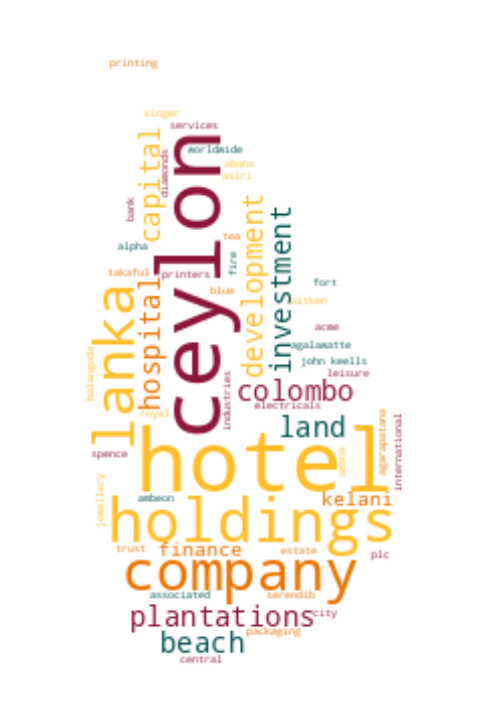 printing
singer
services
worldwide
capital
diamonds
ceylon
abans
asiri
bank
development
investment
tea
alpha
fire
takaful
printers
hospital
lanka
blue
fort
aitken
acme
agalawatte
john keells
leisure
balangoda
colombo
industries
electricals
royal
land
agarapatana
international
spence
hotel
amana
jewellery
ambeon
kelani
holdings
trust
finance
estate
plc
company
associated
serendib
plantations
city
beach
packaging
central